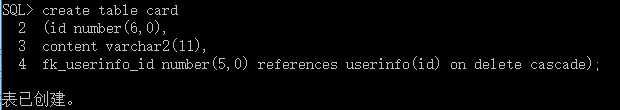 SQL> create table card
2 (id number(6,0),
3 content varchar2(11),
4 fk_userinfo_id number(5,0) references userinfo(id) on delete cascade);
表已创建。